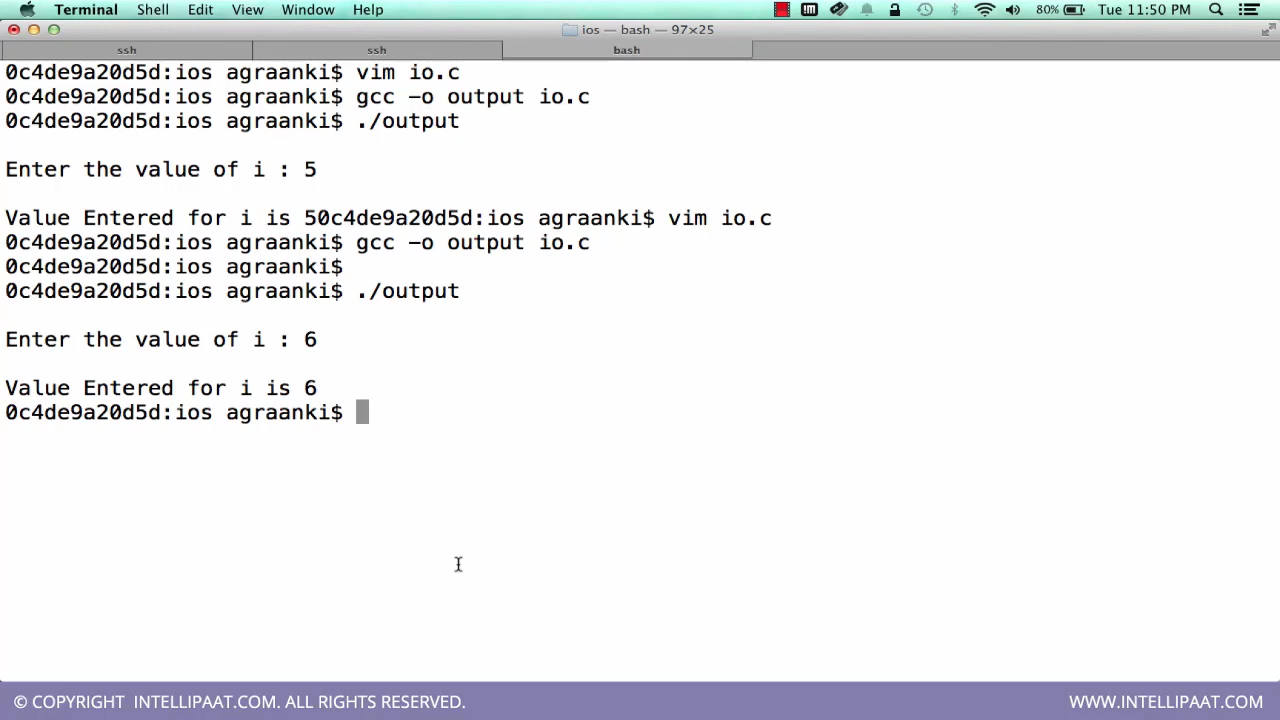 Terminal Shell Edit View Window Help 80% Tue 11:50 PM
ios — bash — 97×25
ssh ssh bash
0c4de9a20d5d:ios agraanki$ vim io.c
0c4de9a20d5d:ios agraanki$ gcc -o output io.c
0c4de9a20d5d:ios agraanki$ ./output
Enter the value of i : 5
Value Entered for i is 50c4de9a20d5d:ios agraanki$ vim io.c
0c4de9a20d5d:ios agraanki$ gcc -o output io.c
0c4de9a20d5d:ios agraanki$
0c4de9a20d5d:ios agraanki$ ./output
Enter the value of i : 6
Value Entered for i is 6
0c4de9a20d5d:ios agraanki$
© COPYRIGHT INTELLIPAAT.COM. ALL RIGHTS RESERVED. WWW.INTELLIPAAT.COM